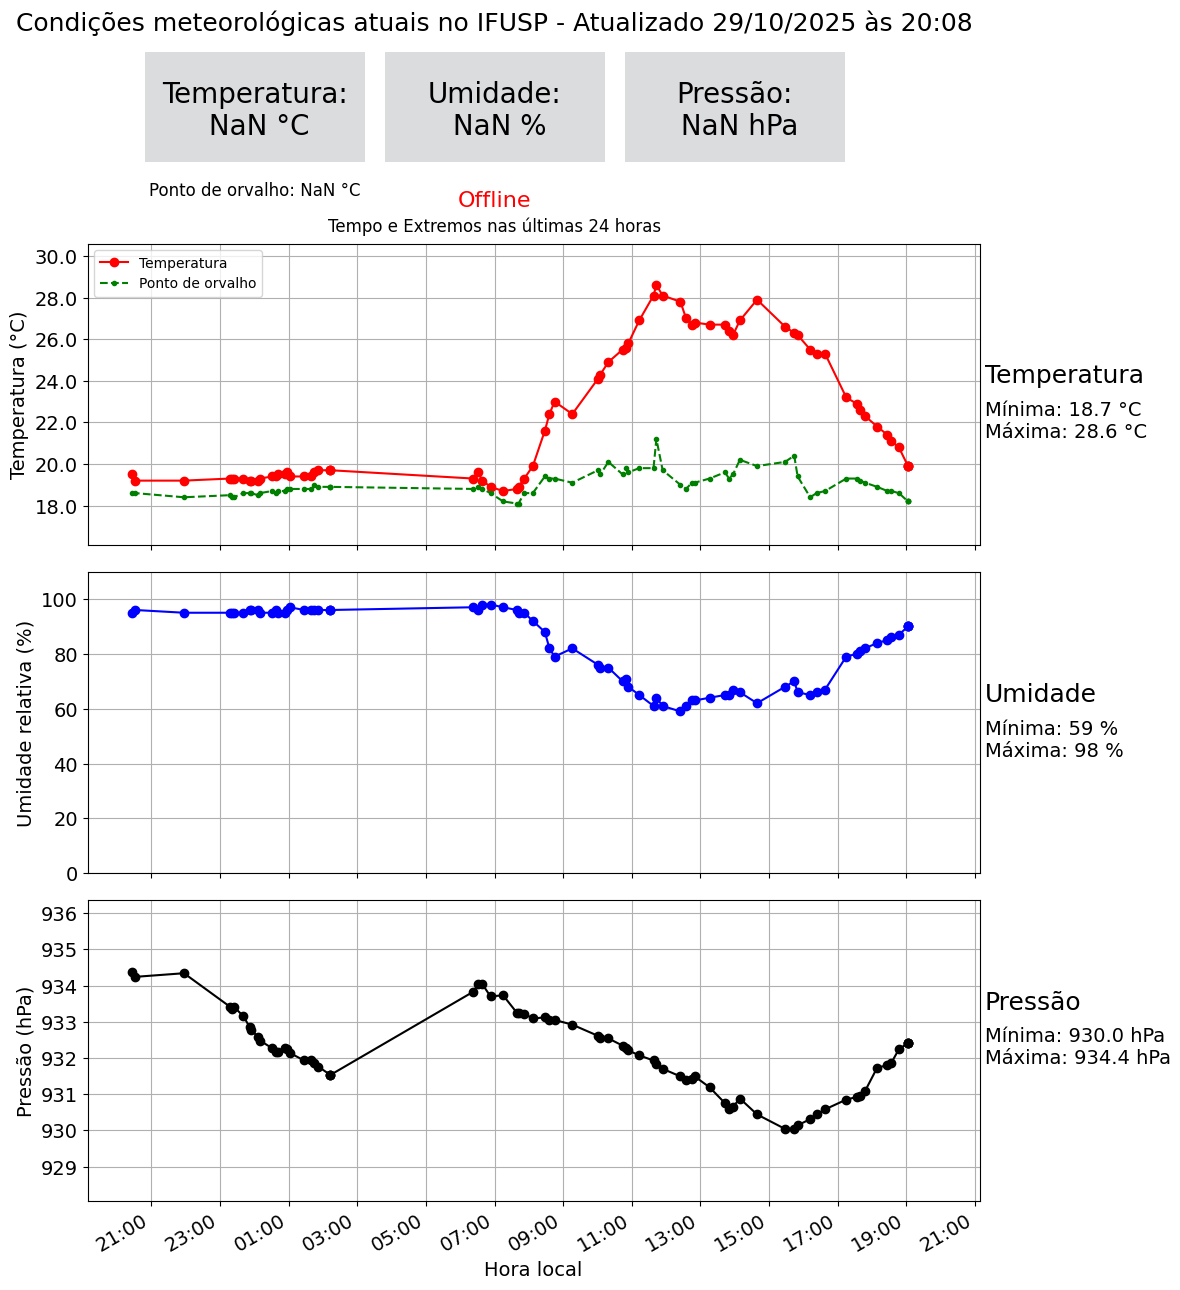 Condições meteorológicas atuais no IFUSP - Atualizado 29/10/2025 às 20:08
Temperatura:
NaN °C
Umidade:
NaN %
Pressão:
NaN hPa
Ponto de orvalho: NaN °C
Offline
Tempo e Extremos nas últimas 24 horas
Temperatura (°C)
30.0
28.0
26.0
24.0
22.0
20.0
18.0
Temperatura
Ponto de orvalho
Temperatura
Mínima: 18.7 °C
Máxima: 28.6 °C
Umidade relativa (%)
100
80
60
40
20
0
Umidade
Mínima: 59 %
Máxima: 98 %
Pressão (hPa)
936
935
934
933
932
931
930
929
Pressão
Mínima: 930.0 hPa
Máxima: 934.4 hPa
21:00 23:00 01:00 03:00 05:00 07:00 09:00 11:00 13:00 15:00 17:00 19:00 21:00
Hora local